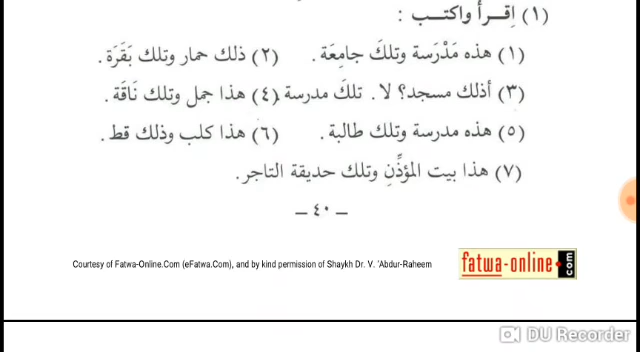 (١) اِقـــرأ واكتـــب :
(١) هذه مَدْرَسة وتلكَ جامِعَة . (٢) ذلك حمار وتلك بَقَرَة .
(٣) أذلك مسجد؟ لا . تلكَ مدرسة . (٤) هذا جمل وتلك نَاقَة .
(٥) هذه مدرسة وتلك طالبة . (٦) هذا كلب وذلك قط .
(٧) هذا بيت المؤذِّنِ وتلك حديقة التاجر .
– ٤٠ –
Courtesy of Fatwa-Online.Com (eFatwa.Com), and by kind permission of Shaykh Dr. V. 'Abdur-Raheem
fatwa-online.com
DU Recorder